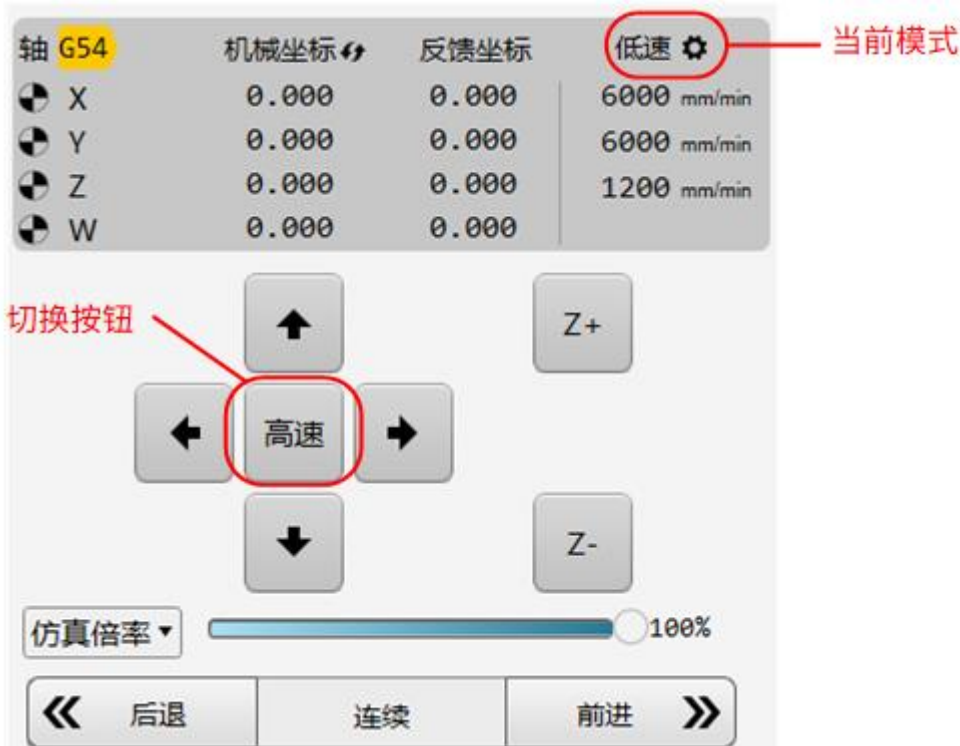 轴 G54 机械坐标 反馈坐标 低速 当前模式
X 0.000 0.000 6000 mm/min
Y 0.000 0.000 6000 mm/min
Z 0.000 0.000 1200 mm/min
W 0.000 0.000
切换按钮
Z+
高速
Z-
仿真倍率 100%
后退 连续 前进